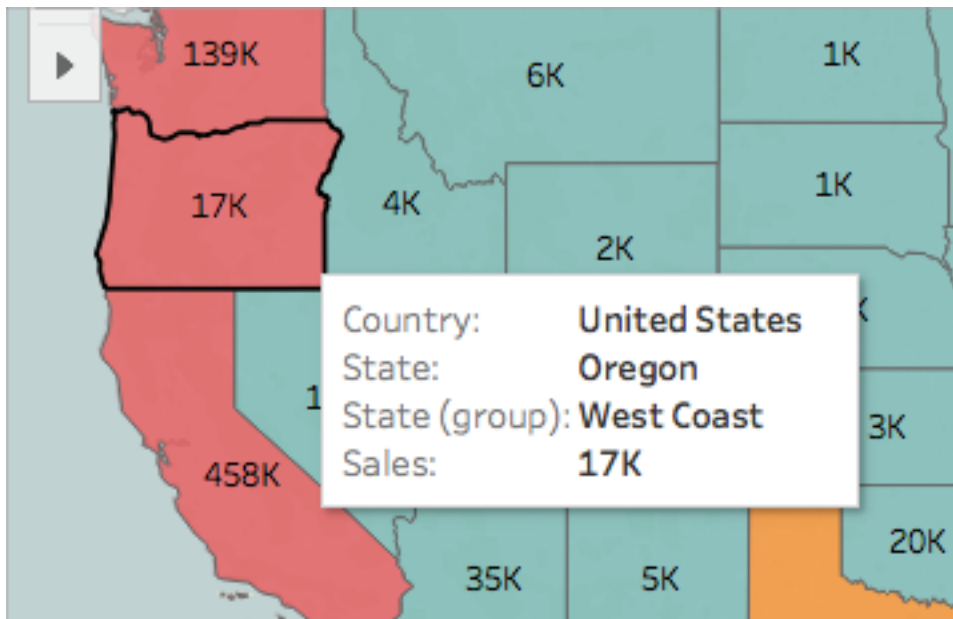 139K
6K
1K
17K
4K
1K
2K
Country: United States
State: Oregon
State (group): West Coast
Sales: 17K
3K
458K
20K
35K
5K